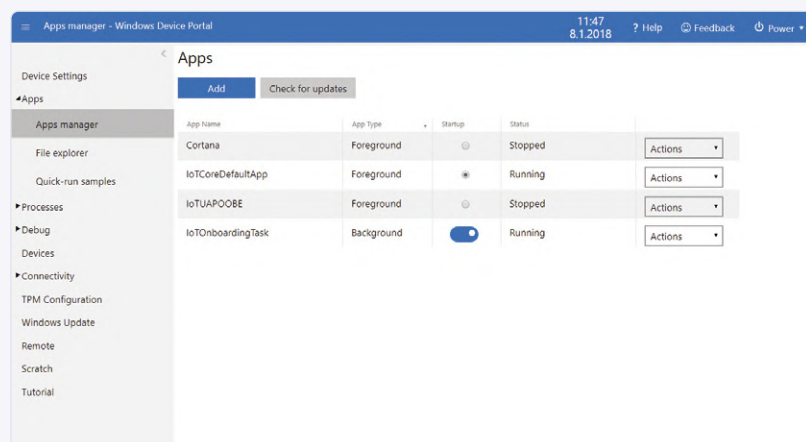 Apps manager - Windows Device Portal
11:47
8.1.2018
? Help
Feedback
Power
Device Settings
Apps
Apps manager
File explorer
Quick-run samples
Processes
Debug
Devices
Connectivity
TPM Configuration
Windows Update
Remote
Scratch
Tutorial
Apps
Add
Check for updates
App Name App Type Startup Status
Cortana Foreground Stopped Actions
IoTCoreDefaultApp Foreground Running Actions
IoTUAPOOBE Foreground Stopped Actions
IoTOnboardingTask Background Running Actions